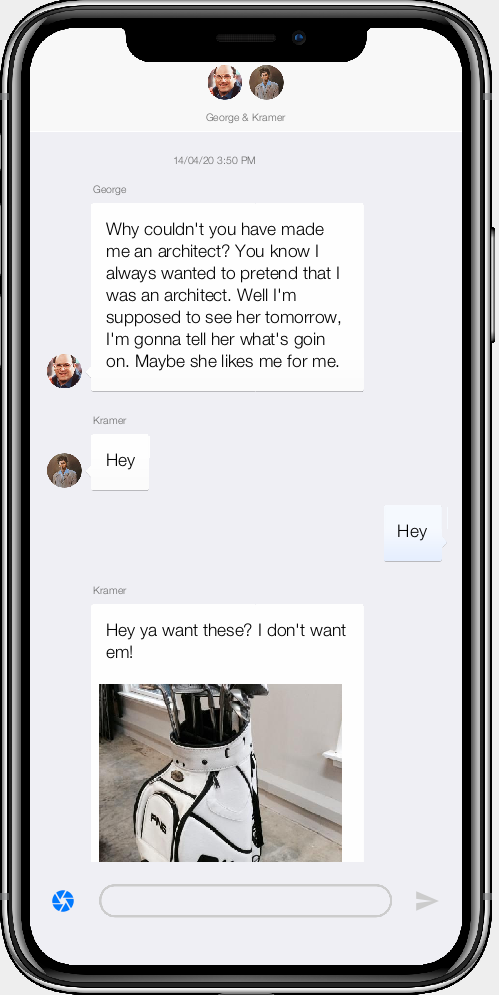 George & Kramer
14/04/20 3:50 PM
George
Why couldn't you have made
me an architect? You know I
always wanted to pretend that I
was an architect. Well I'm
supposed to see her tomorrow,
I'm gonna tell her what's goin
on. Maybe she likes me for me.
Kramer
Hey
Hey
Kramer
Hey ya want these? I don't want
em!
PING